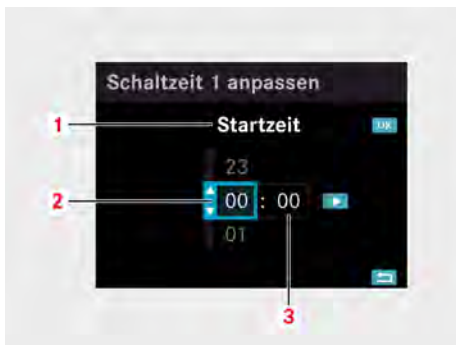 Schaltzeit 1 anpassen
1 Startzeit OK
23
2 00 : 00
01
3